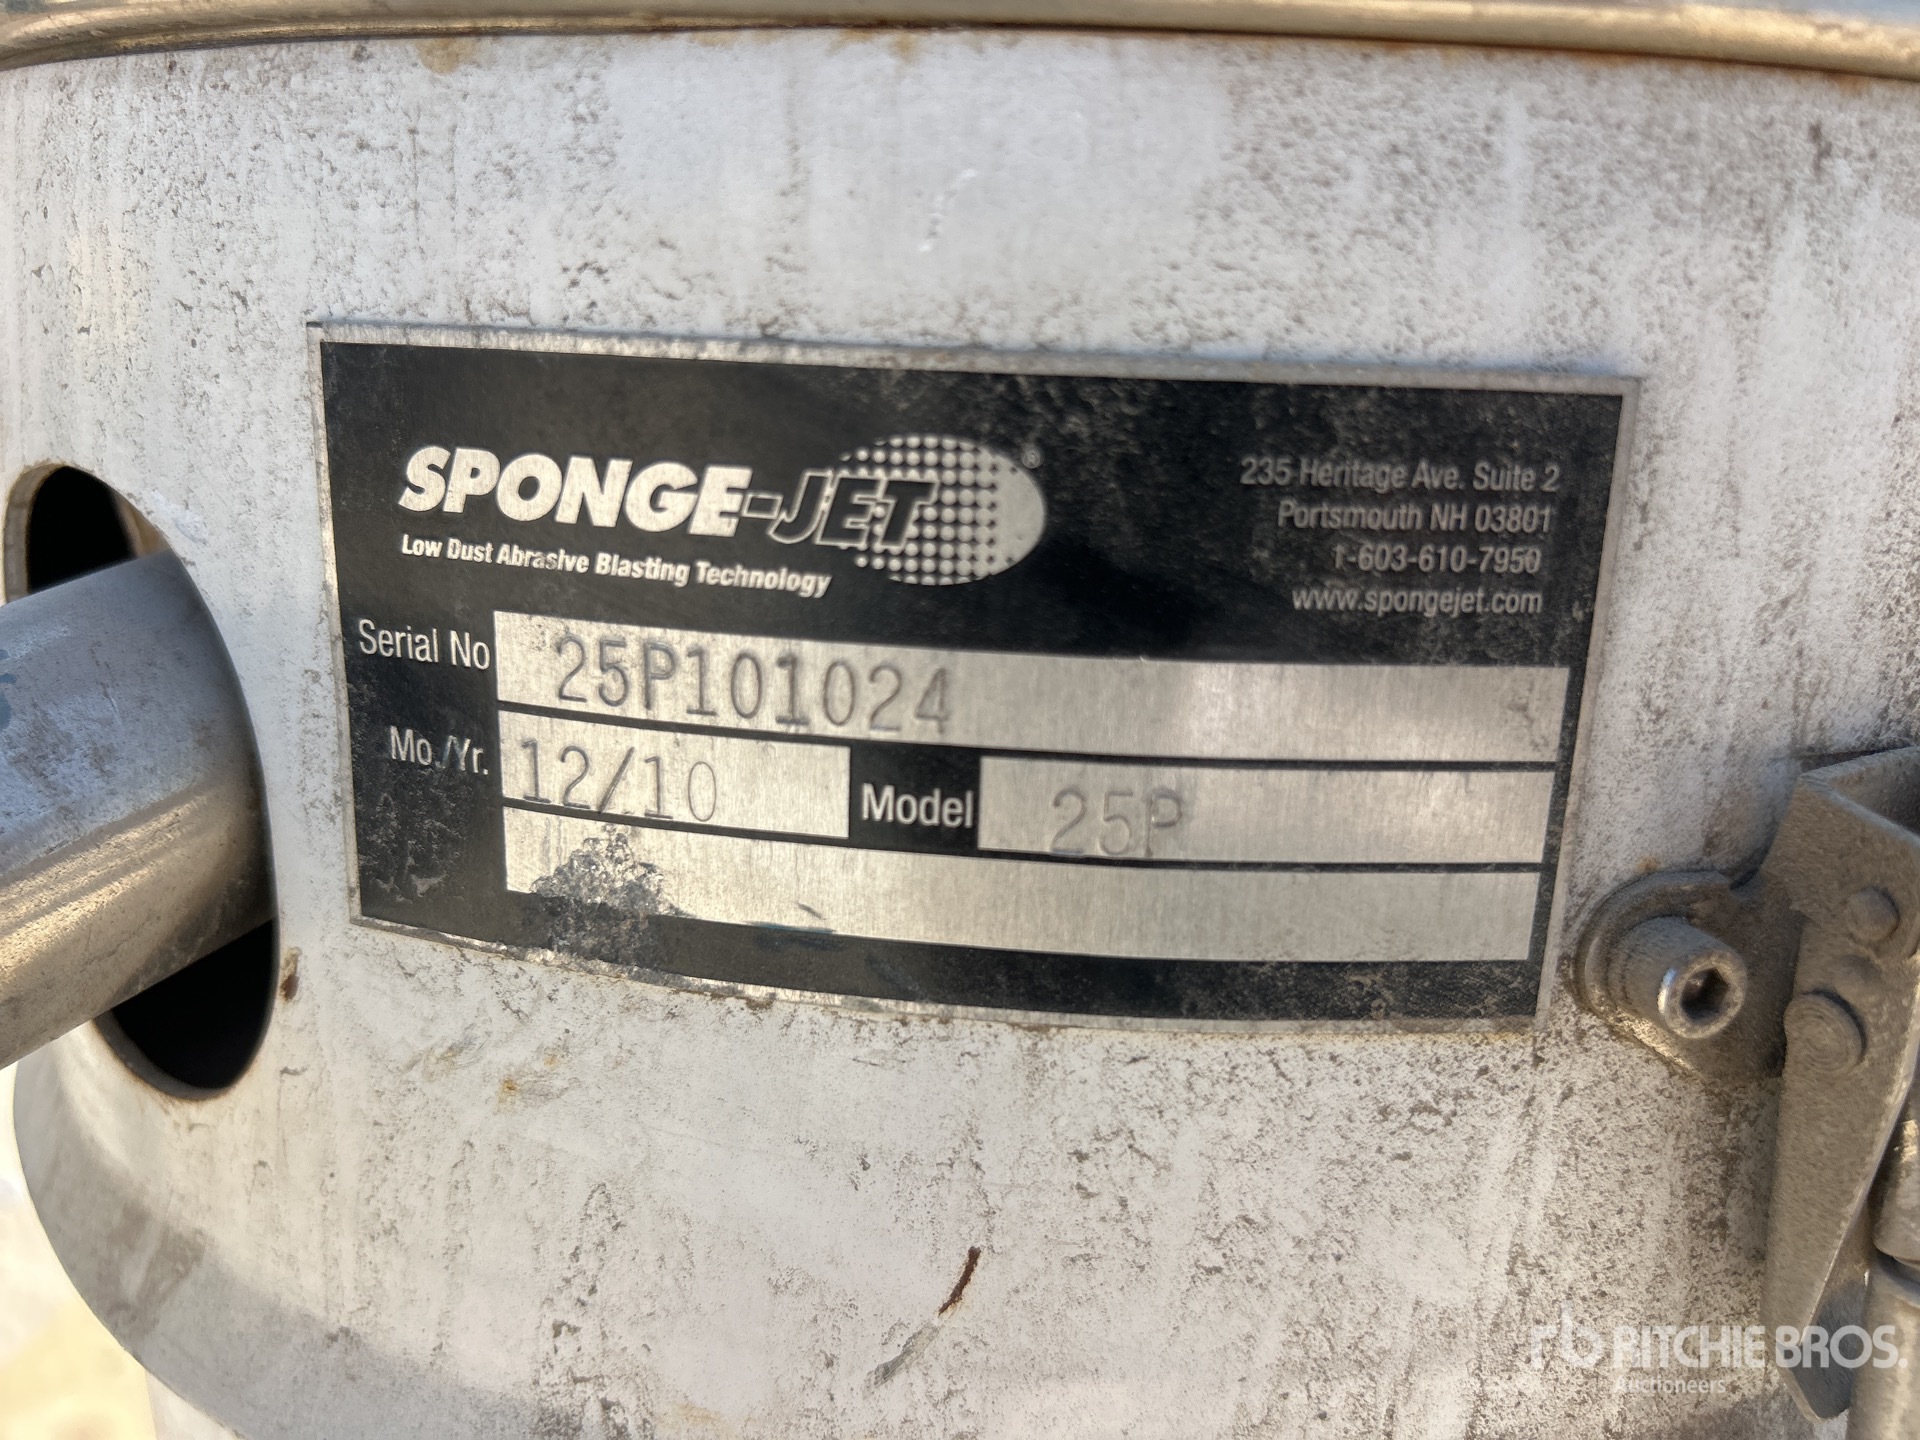 SPONGE-JET®
Low Dust Abrasive Blasting Technology
235 Heritage Ave. Suite 2
Portsmouth NH 03801
1-603-610-7950
www.spongejet.com
Serial No 25P101024
Mo./Yr. 12/10 Model 25P
rb RITCHIE BROS.
Auctioneers